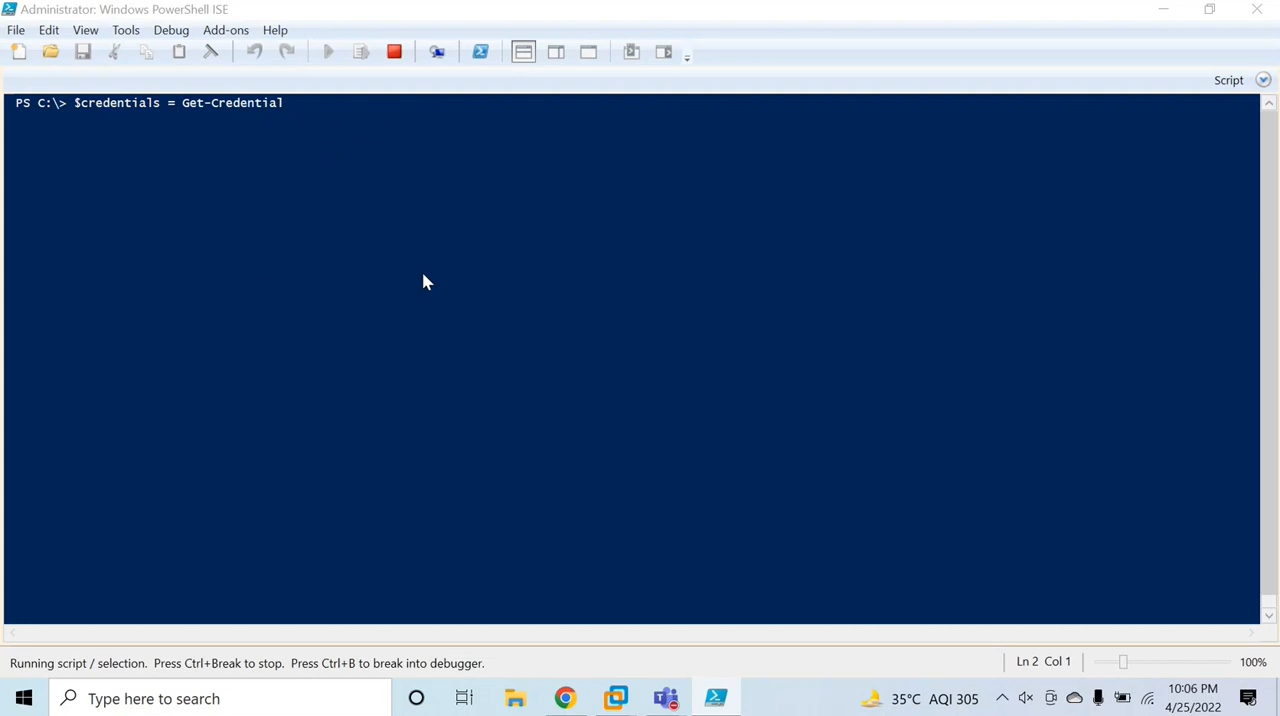 Administrator: Windows PowerShell ISE
File Edit View Tools Debug Add-ons Help
Script
PS C:\> $credentials = Get-Credential
Running script / selection. Press Ctrl+Break to stop. Press Ctrl+B to break into debugger.
Ln 2 Col 1
100%
Type here to search
35°C AQI 305
10:06 PM
4/25/2022